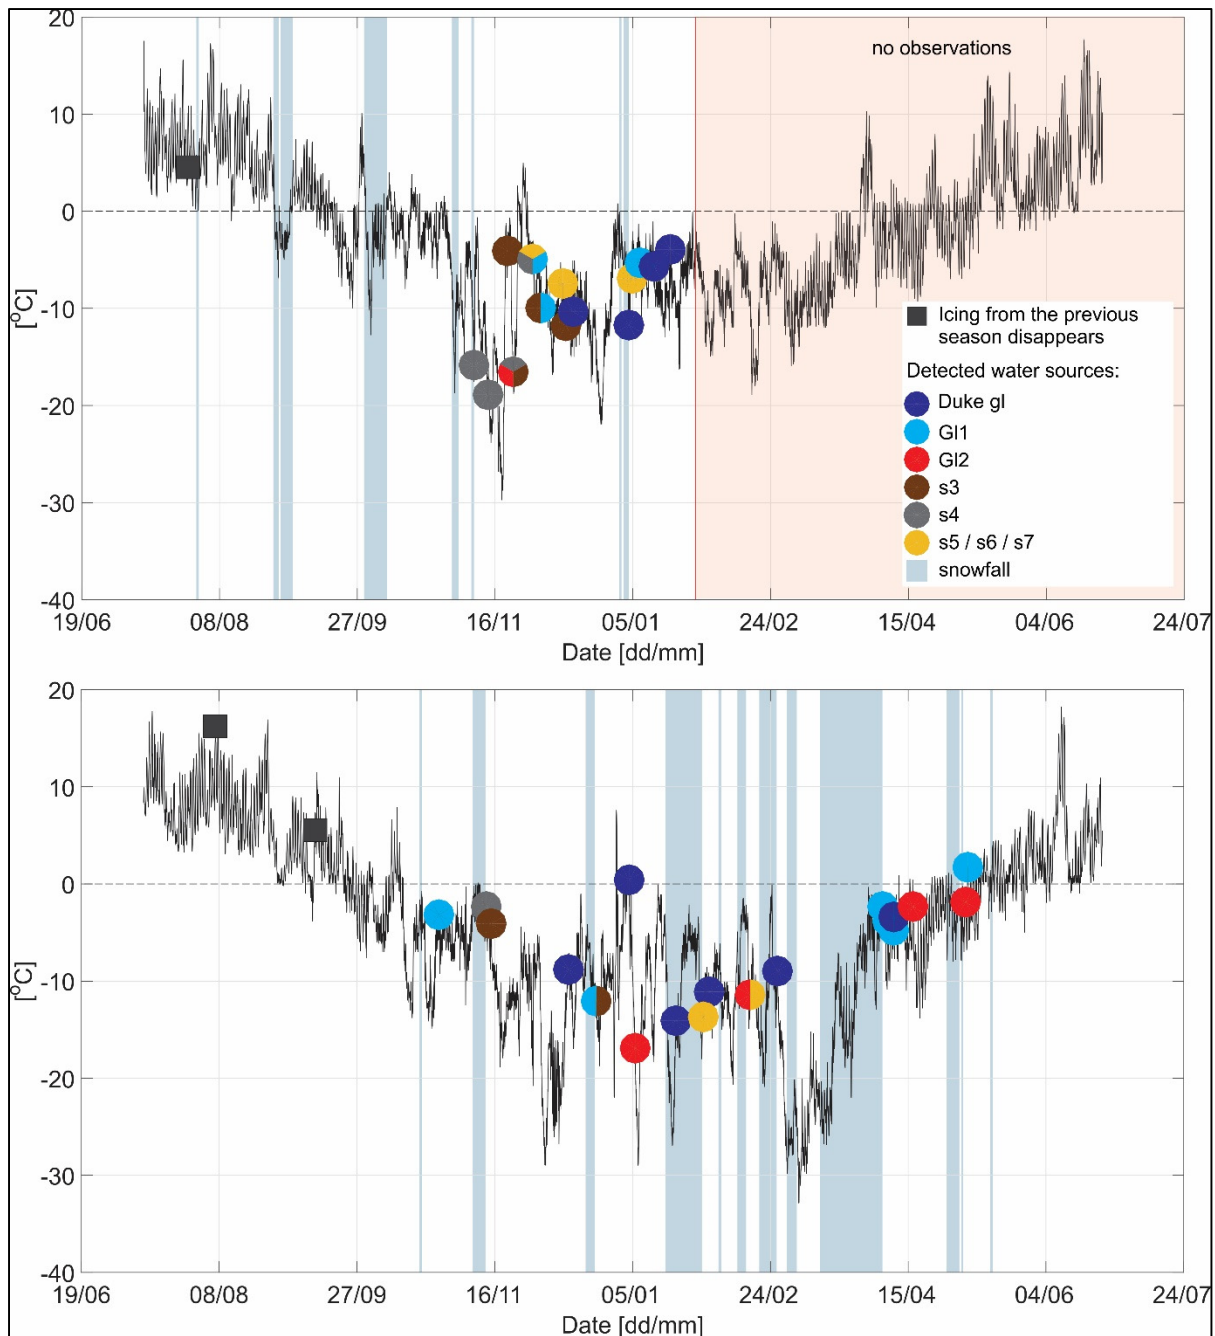 20
10
0
-10
-20
-30
-40
[°C]
no observations
Icing from the previous
season disappears
Detected water sources:
Duke gl
Gl1
Gl2
s3
s4
s5 / s6 / s7
snowfall
19/06 08/08 27/09 16/11 05/01 24/02 15/04 04/06 24/07
Date [dd/mm]
20
10
0
-10
-20
-30
-40
[°C]
19/06 08/08 27/09 16/11 05/01 24/02 15/04 04/06 24/07
Date [dd/mm]